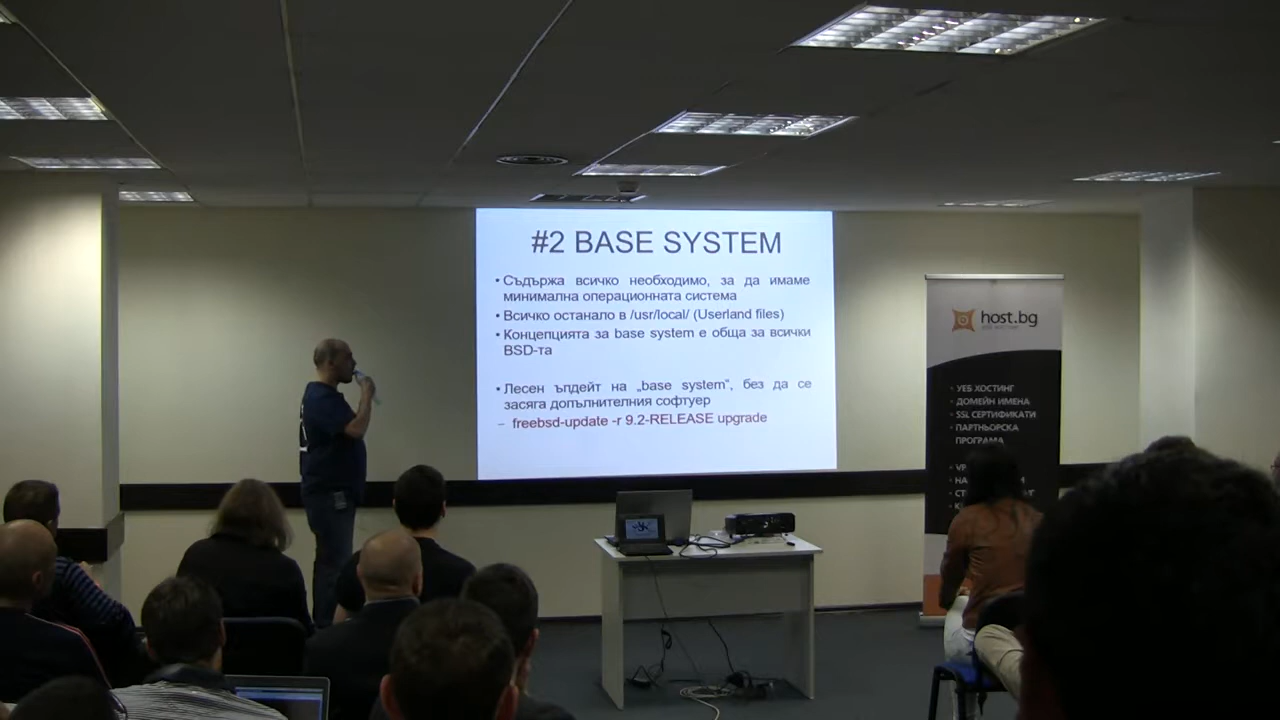 #2 BASE SYSTEM
• Съдържа всичко необходимо, за да имаме
минимална операционната система
• Всичко останало в /usr/local/ (Userland files)
• Концепцията за base system е обща за всички
BSD-та
• Лесен ъпдейт на „base system“, без да се
засяга допълнителния софтуер
– freebsd-update -r 9.2-RELEASE upgrade
host.bg
• УЕБ ХОСТИНГ
• ДОМЕЙН ИМЕНА
• SSL СЕРТИФИКАТИ
• ПАРТНЬОРСКА
ПРОГРАМА